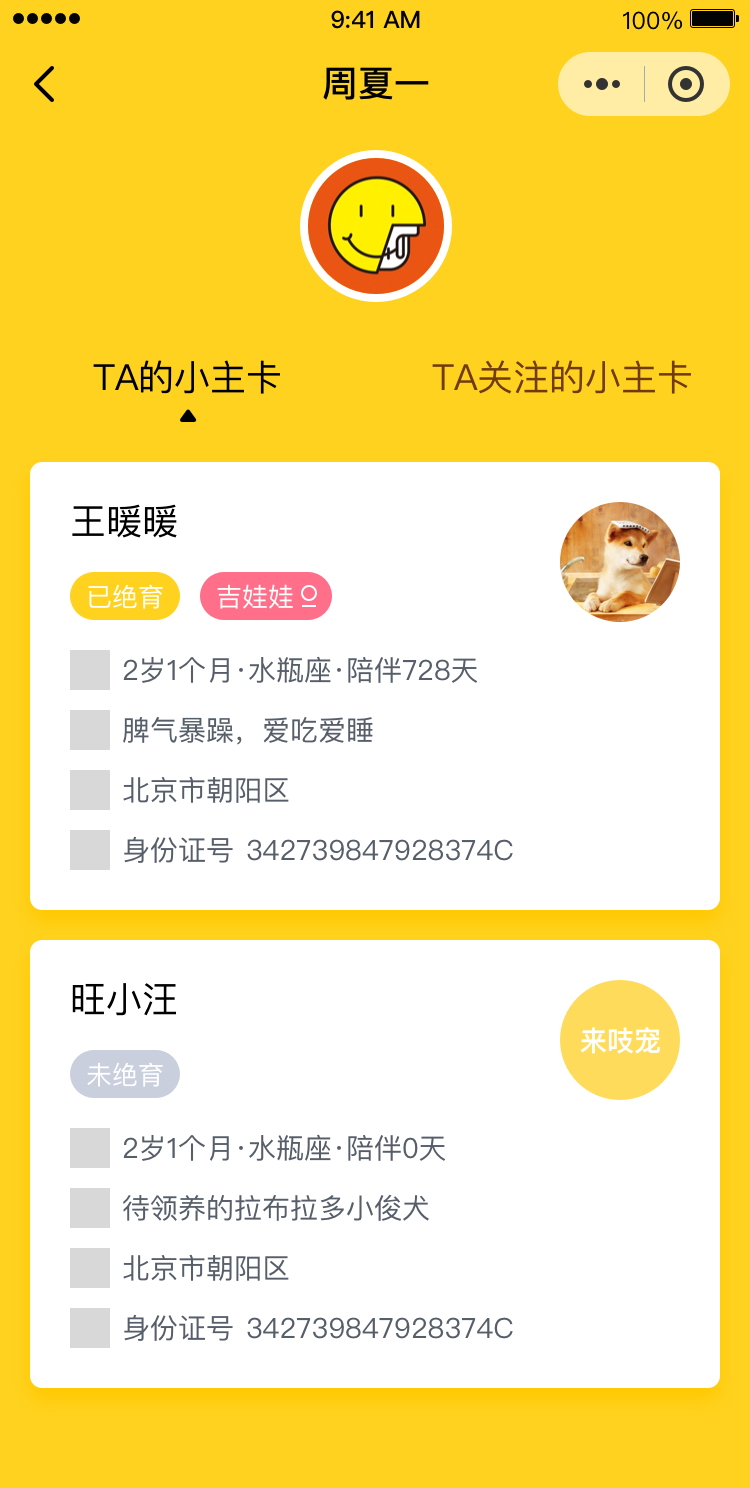 9:41 AM
100%
周夏一
TA的小主卡
TA关注的小主卡
王暖暖
已绝育
吉娃娃
2岁1个月·水瓶座·陪伴728天
脾气暴躁，爱吃爱睡
北京市朝阳区
身份证号 342739847928374C
旺小汪
来吱宠
未绝育
2岁1个月·水瓶座·陪伴0天
待领养的拉布拉多小俊犬
北京市朝阳区
身份证号 342739847928374C